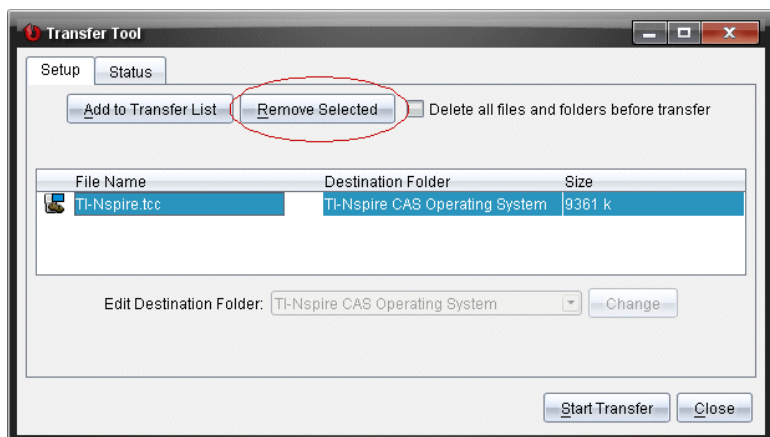 Transfer Tool
Setup Status
Add to Transfer List Remove Selected Delete all files and folders before transfer
File Name Destination Folder Size
TI-Nspire.tcc TI-Nspire CAS Operating System 9361 k
Edit Destination Folder: TI-Nspire CAS Operating System Change
Start Transfer Close